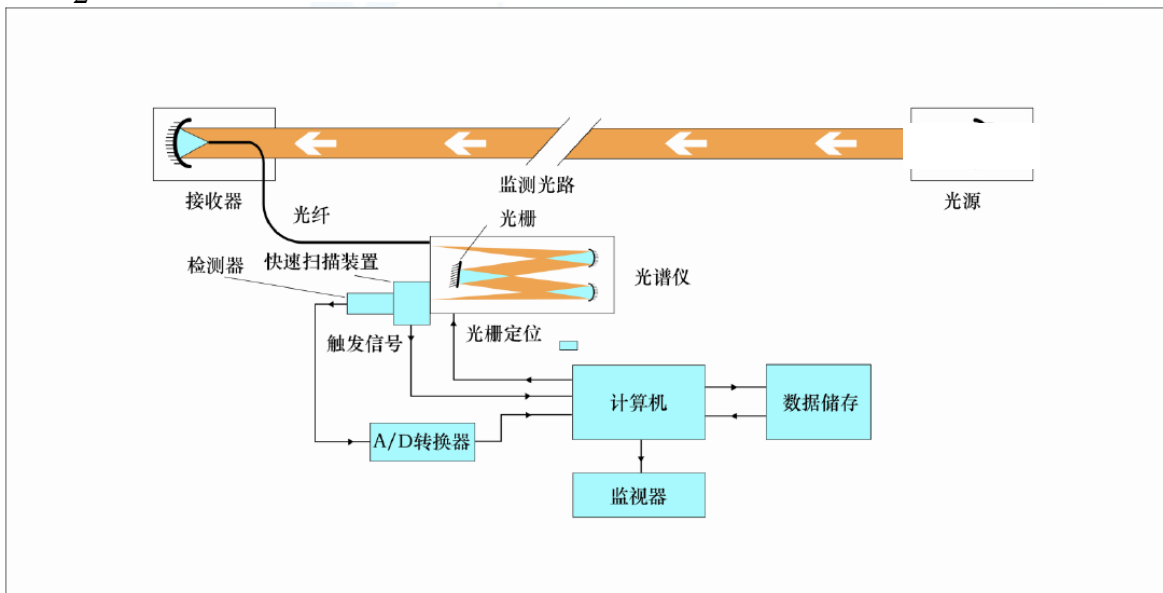 2
监测光路
接收器
光源
光纤
光栅
检测器
快速扫描装置
光谱仪
触发信号
光栅定位
计算机
数据储存
A/D转换器
监视器